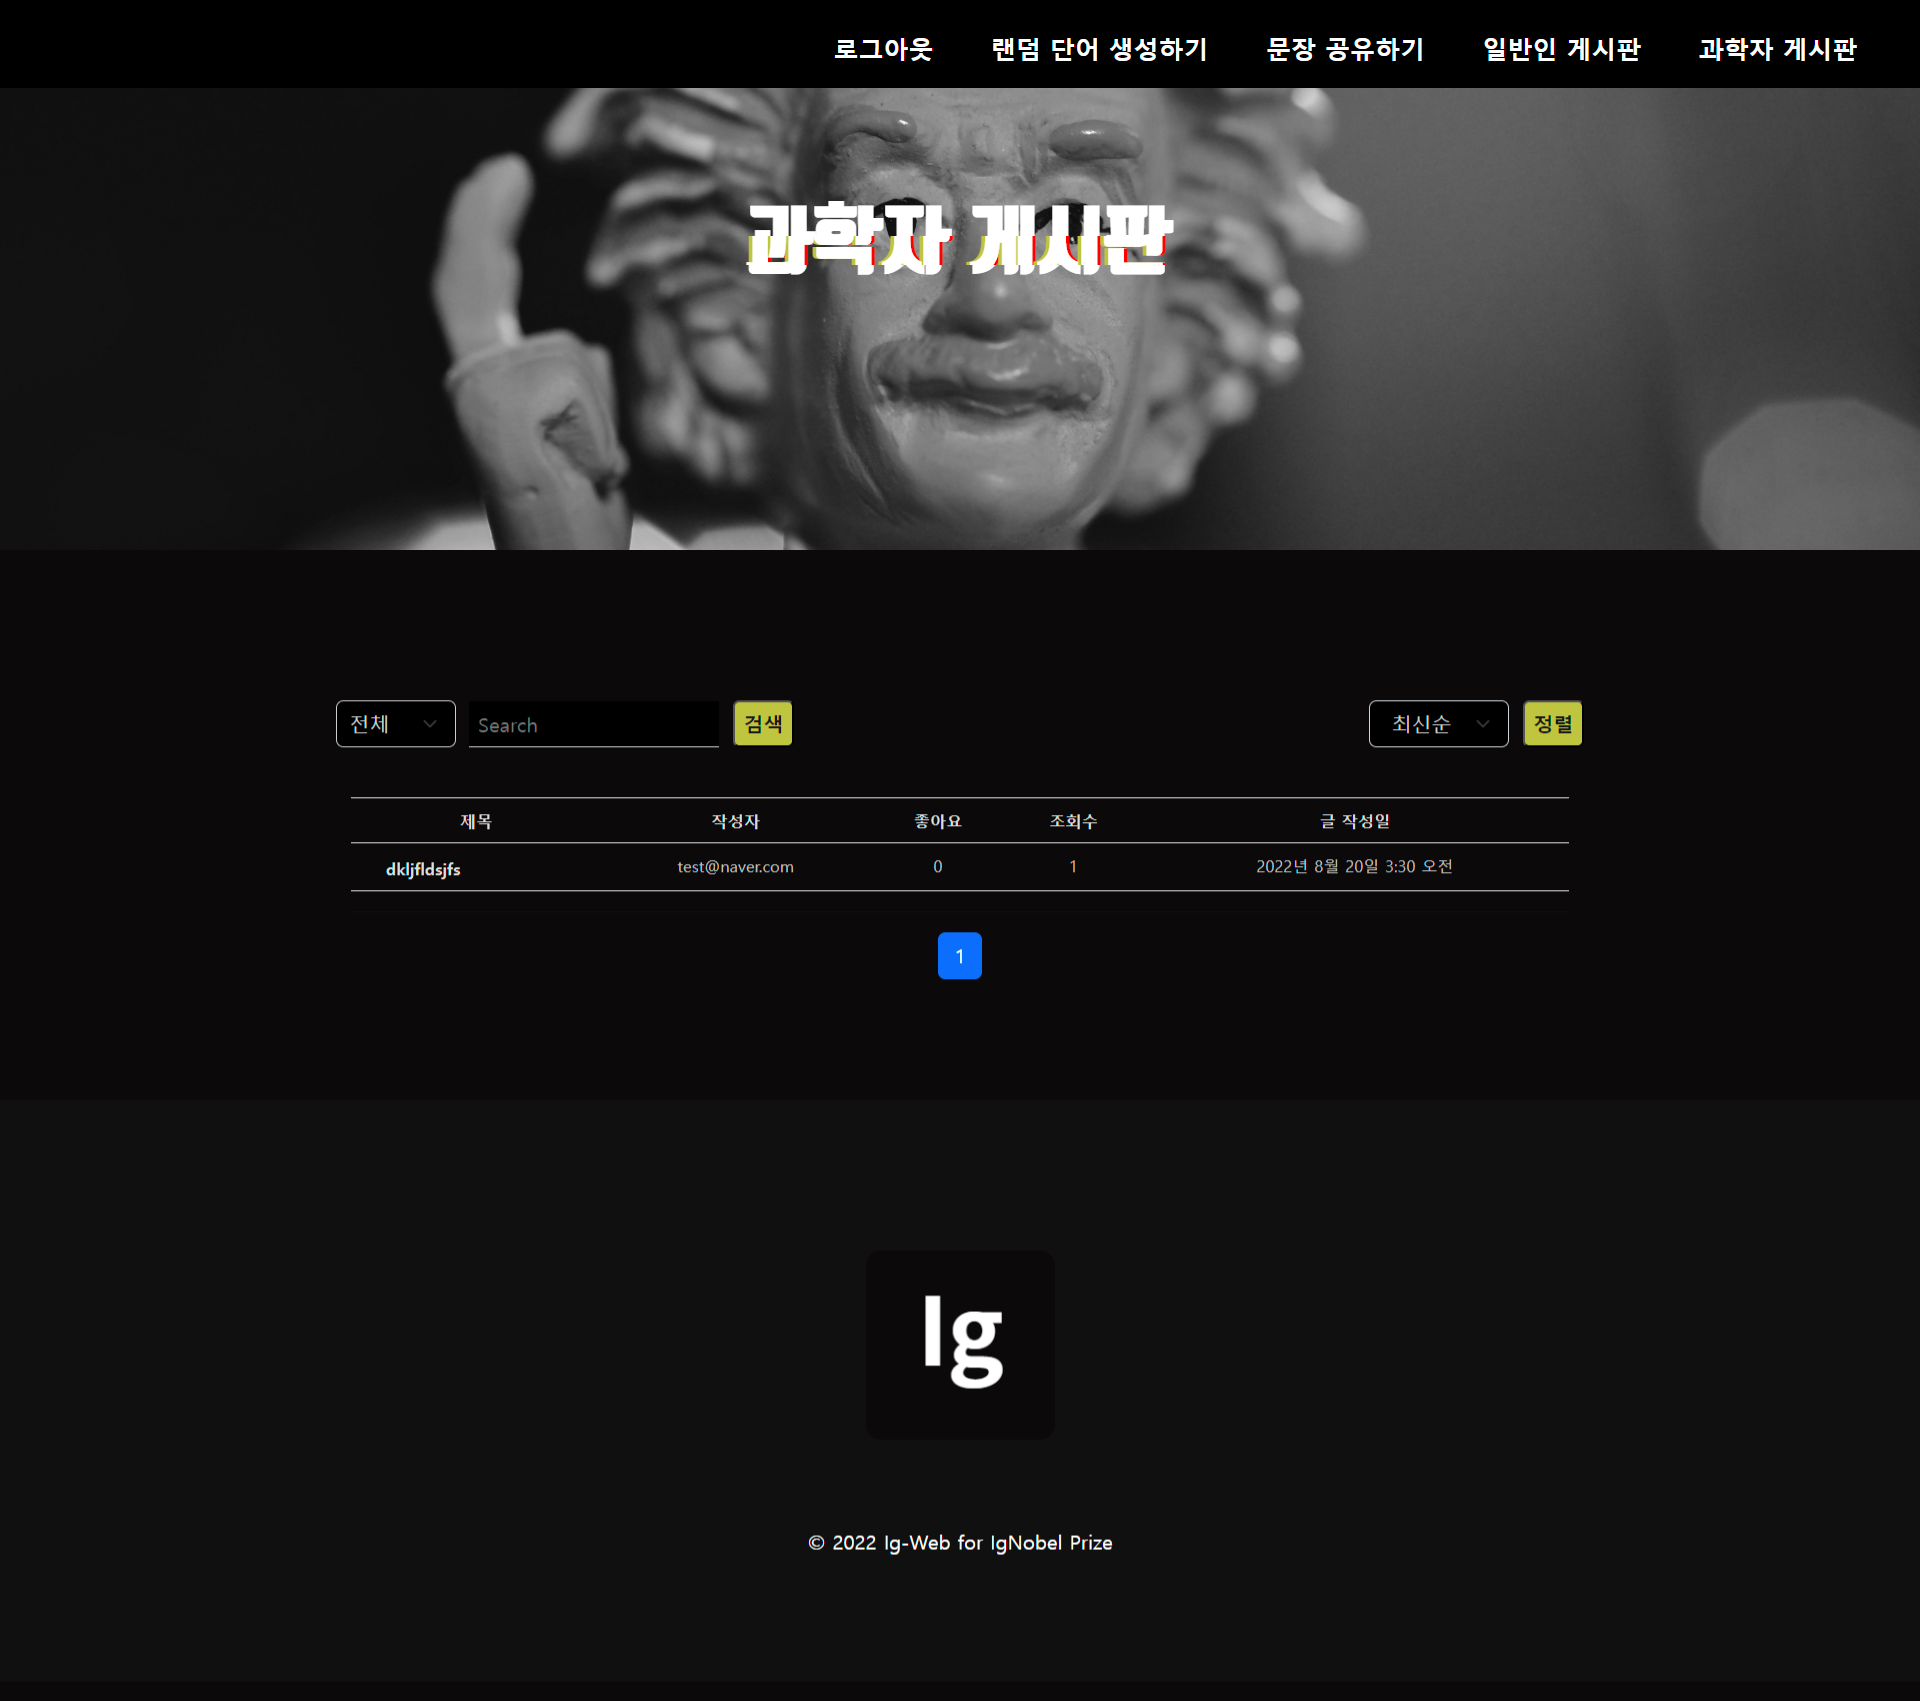 로그아웃 랜덤 단어 생성하기 문장 공유하기 일반인 게시판 과학자 게시판
과학자 게시판
전체 Search 검색 최신순 정렬
제목 작성자 좋아요 조회수 글 작성일
dkljfldsjfs test@naver.com 0 1 2022년 8월 20일 3:30 오전
1
Ig
© 2022 Ig-Web for IgNobel Prize